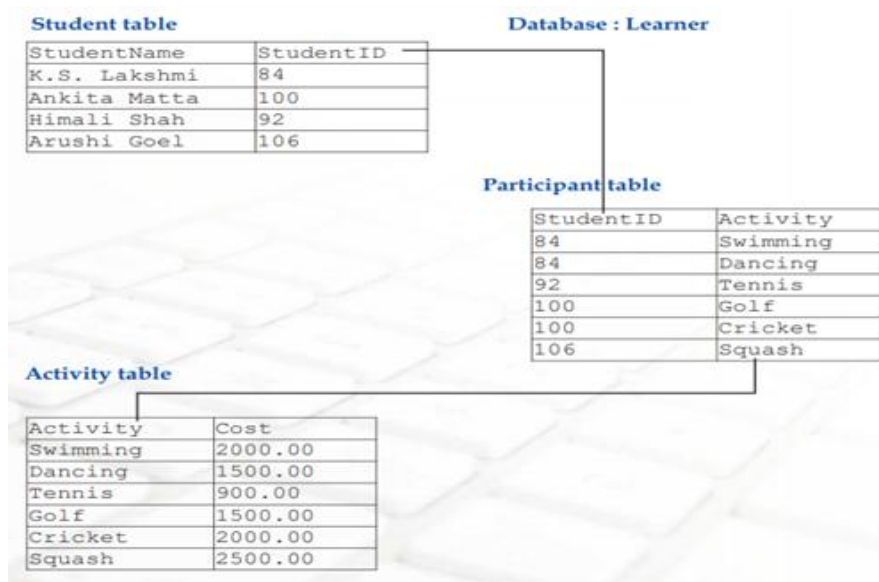 Student table
Database : Learner
StudentName StudentID
K.S. Lakshmi 84
Ankita Matta 100
Himali Shah 92
Arushi Goel 106
Participant table
StudentID Activity
84 Swimming
84 Dancing
92 Tennis
100 Golf
100 Cricket
106 Squash
Activity table
Activity Cost
Swimming 2000.00
Dancing 1500.00
Tennis 900.00
Golf 1500.00
Cricket 2000.00
Squash 2500.00